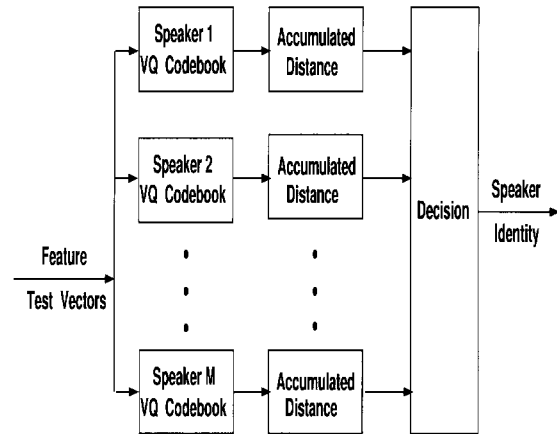 Speaker 1
VQ Codebook
Accumulated
Distance
Speaker 2
VQ Codebook
Accumulated
Distance
Decision
Speaker
Identity
Feature
Test Vectors
Speaker M
VQ Codebook
Accumulated
Distance